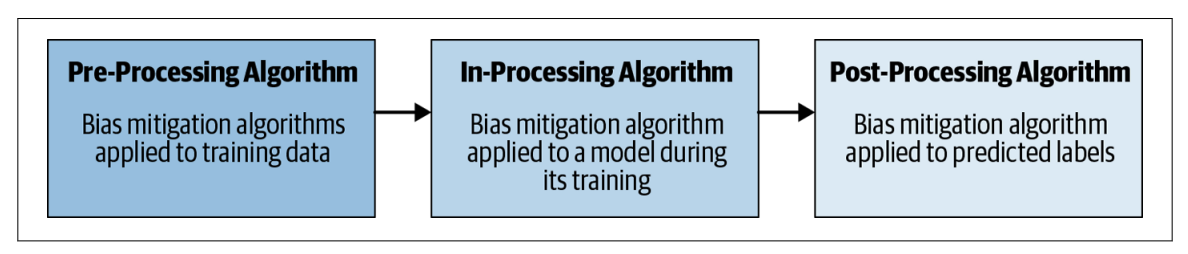 Pre-Processing Algorithm
Bias mitigation algorithms
applied to training data
In-Processing Algorithm
Bias mitigation algorithm
applied to a model during
its training
Post-Processing Algorithm
Bias mitigation algorithm
applied to predicted labels